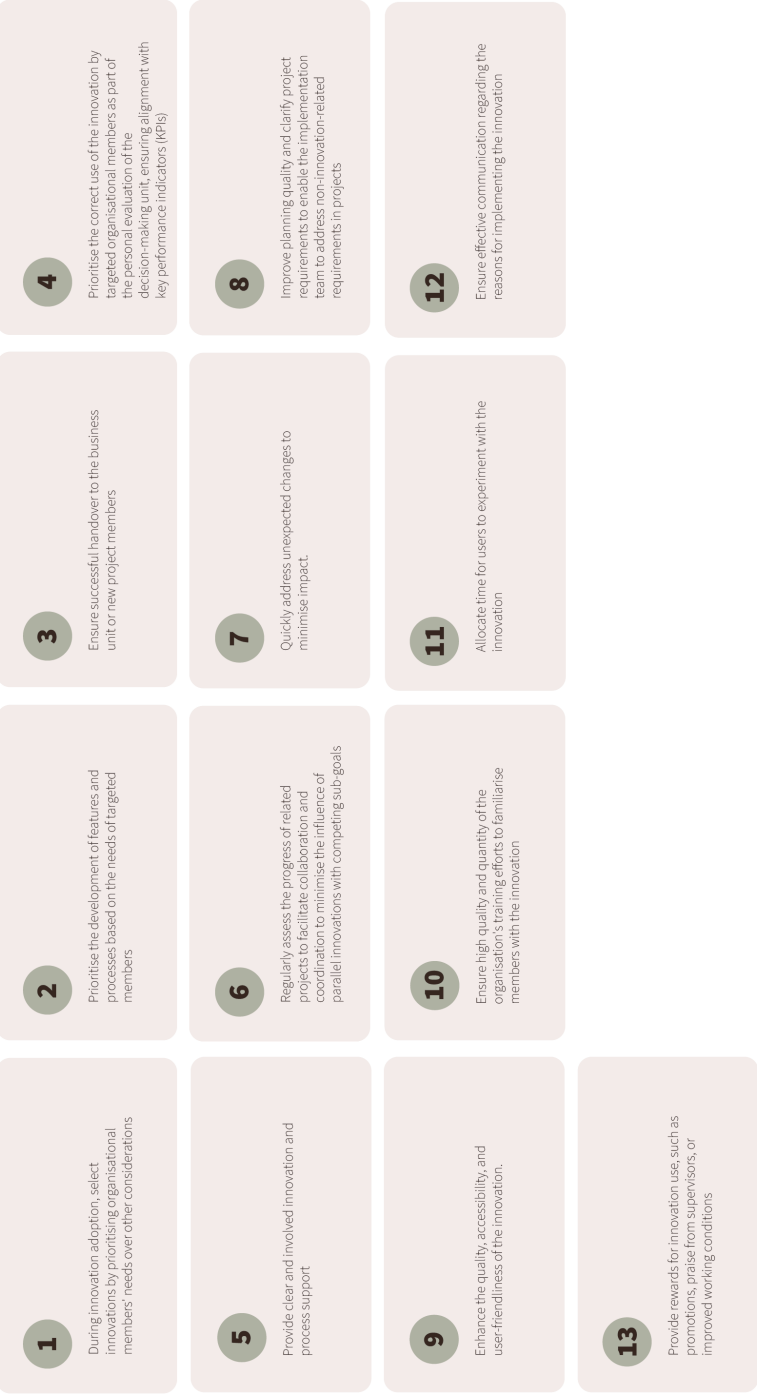 1
During innovation adoption, select
innovations by prioritising organisational
members' needs over other considerations
2
Prioritise the development of features and
processes based on the needs of targeted
members
3
Ensure successful handover to the business
unit or new project members
4
Prioritise the correct use of the innovation by
targeted organisational members as part of
the personal evaluation of the
decision-making unit, ensuring alignment with
key performance indicators (KPIs)
5
Provide clear and involved innovation and
process support
6
Regularly assess the progress of related
projects to facilitate collaboration and
coordination to minimise the influence of
parallel innovations with competing sub-goals
7
Quickly address unexpected changes to
minimise impact.
8
Improve planning quality and clarify project
requirements to enable the implementation
team to address non-innovation-related
requirements in projects
9
Enhance the quality, accessibility, and
user-friendliness of the innovation.
10
Ensure high quality and quantity of the
organisation's training efforts to familiarise
members with the innovation
11
Allocate time for users to experiment with the
innovation
12
Ensure effective communication regarding the
reasons for implementing the innovation
13
Provide rewards for innovation use, such as
promotions, praise from supervisors, or
improved working conditions